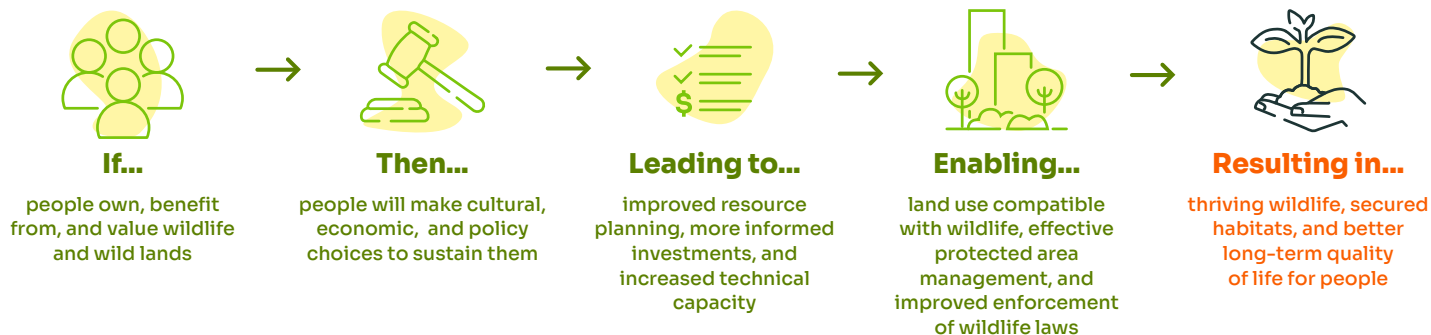 If...
people own, benefit
from, and value wildlife
and wild lands
Then...
people will make cultural,
economic,  and policy
choices to sustain them
$
Leading to...
improved resource
planning, more informed
investments, and
increased technical
capacity
Enabling...
land use compatible
with wildlife, effective
protected area
management, and
improved enforcement
of wildlife laws
Resulting in...
thriving wildlife, secured
habitats, and better
long-term quality
of life for people